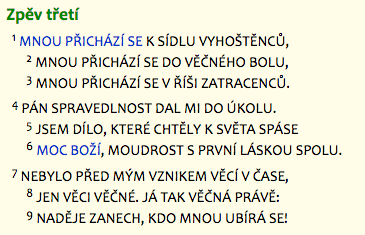 Zpěv třetí
1 MNOU PŘICHÁZÍ SE K SÍDLU VYHOŠTĚNCŮ,
2 MNOU PŘICHÁZÍ SE DO VĚČNÉHO BOLU,
3 MNOU PŘICHÁZÍ SE V ŘÍŠI ZATRACENCŮ.
4 PÁN SPRAVEDLNOST DAL MI DO ÚKOLU.
5 JSEM DÍLO, KTERÉ CHTĚLY K SVĚTA SPÁSE
6 MOC BOŽÍ, MOUDROST S PRVNÍ LÁSKOU SPOLU.
7 NEBYLO PŘED MÝM VZNIKEM VĚCÍ V ČASE,
8 JEN VĚCI VĚČNÉ. JÁ TAK VĚČNÁ PRÁVĚ:
9 NADĚJE ZANECH, KDO MNOU UBÍRÁ SE!